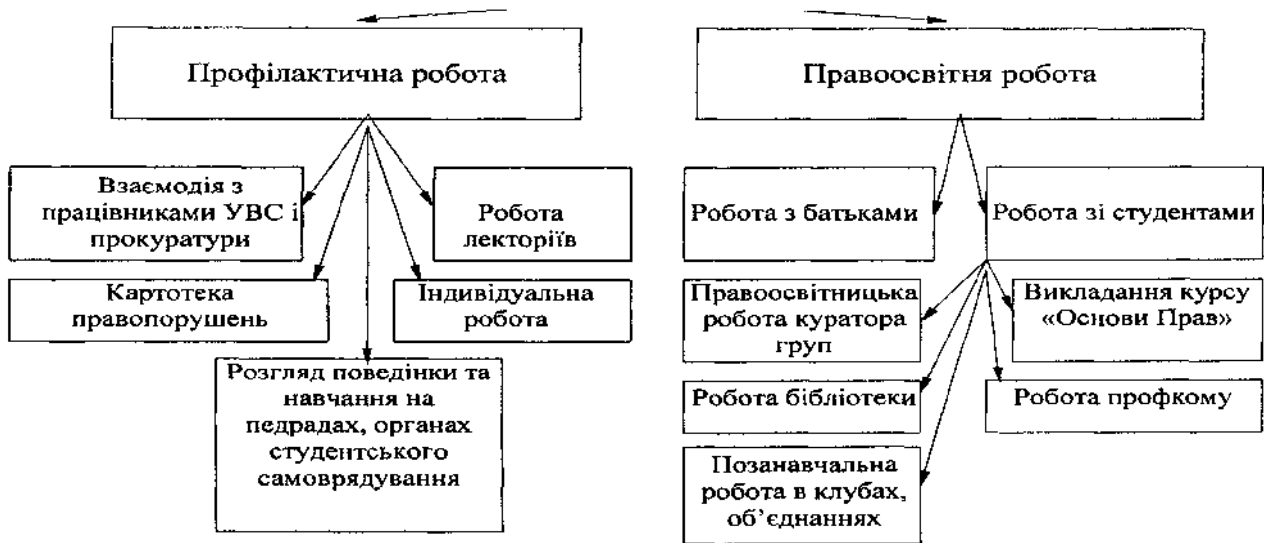 Профілактична робота
Правоосвітня робота
Взаємодія з
працівниками УВС і
прокуратури
Робота
лекторіїв
Робота з батьками
Робота зі студентами
Картотека
правопорушень
Індивідуальна
робота
Правоосвітницька
робота куратора
груп
Викладання курсу
«Основи Прав»
Розгляд поведінки та
навчання на
педрадах, органах
студентського
самоврядування
Робота бібліотеки
Робота профкому
Позанавчальна
робота в клубах,
об’єднаннях